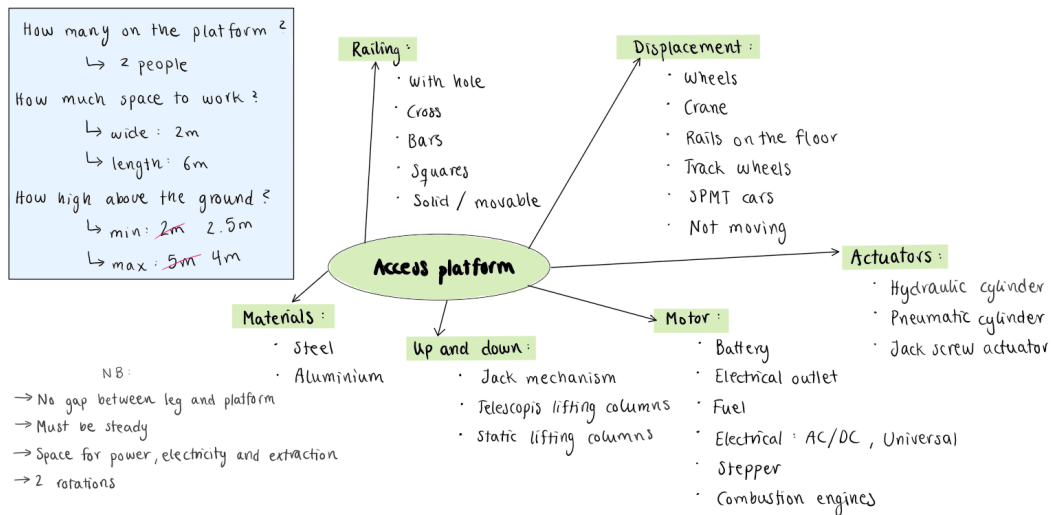 How many on the platform ?
↳ 2 people
How much space to work ?
↳ wide : 2m
↳ length : 6m
How high above the ground ?
↳ min : 2m 2.5m
↳ max : 5m 4m
Railing :
· With hole
· Cross
· Bars
· Squares
· Solid / movable
Displacement :
· Wheels
· Crane
· Rails on the floor
· Track wheels
· SPMT cars
· Not moving
Access platform
Actuators :
· Hydraulic cylinder
· Pneumatic cylinder
· Jack screw actuator
Materials :
· Steel
· Aluminium
Up and down :
· Jack mechanism
· Telescopis lifting columns
· Static lifting columns
Motor :
· Battery
· Electrical outlet
· Fuel
· Electrical : AC/DC , Universal
· Stepper
· Combustion engines
NB :
→ No gap between leg and platform
→ Must be steady
→ Space for power, electricity and extraction
→ 2 rotations